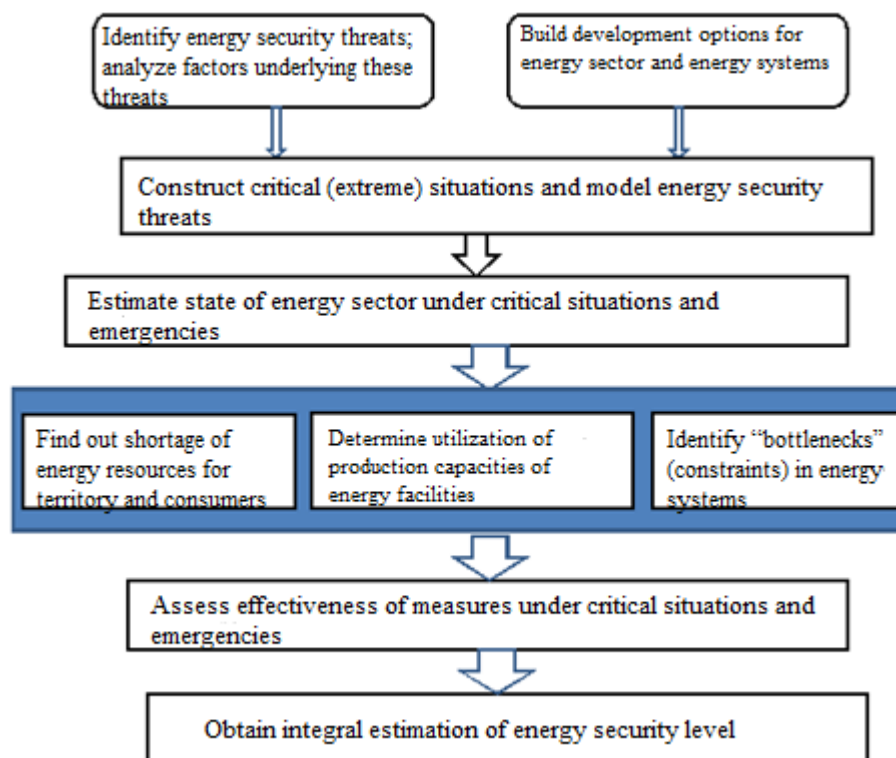 Identify energy security threats;
analyze factors underlying these
threats
Build development options for
energy sector and energy systems
Construct critical (extreme) situations and model energy security
threats
Estimate state of energy sector under critical situations and
emergencies
Find out shortage of
energy resources for
territory and consumers
Determine utilization of
production capacities of
energy facilities
Identify “bottlenecks”
(constraints) in energy
systems
Assess effectiveness of measures under critical situations and
emergencies
Obtain integral estimation of energy security level